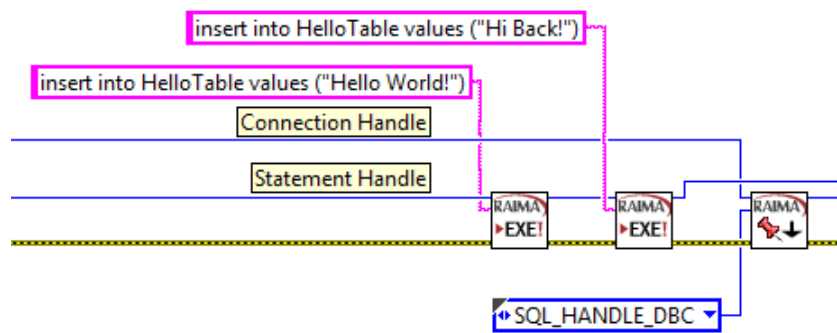 insert into HelloTable values ("Hi Back!")
insert into HelloTable values ("Hello World!")
Connection Handle
Statement Handle
RAIMA RAIMA RAIMA
EXE! EXE!
SQL_HANDLE_DBC